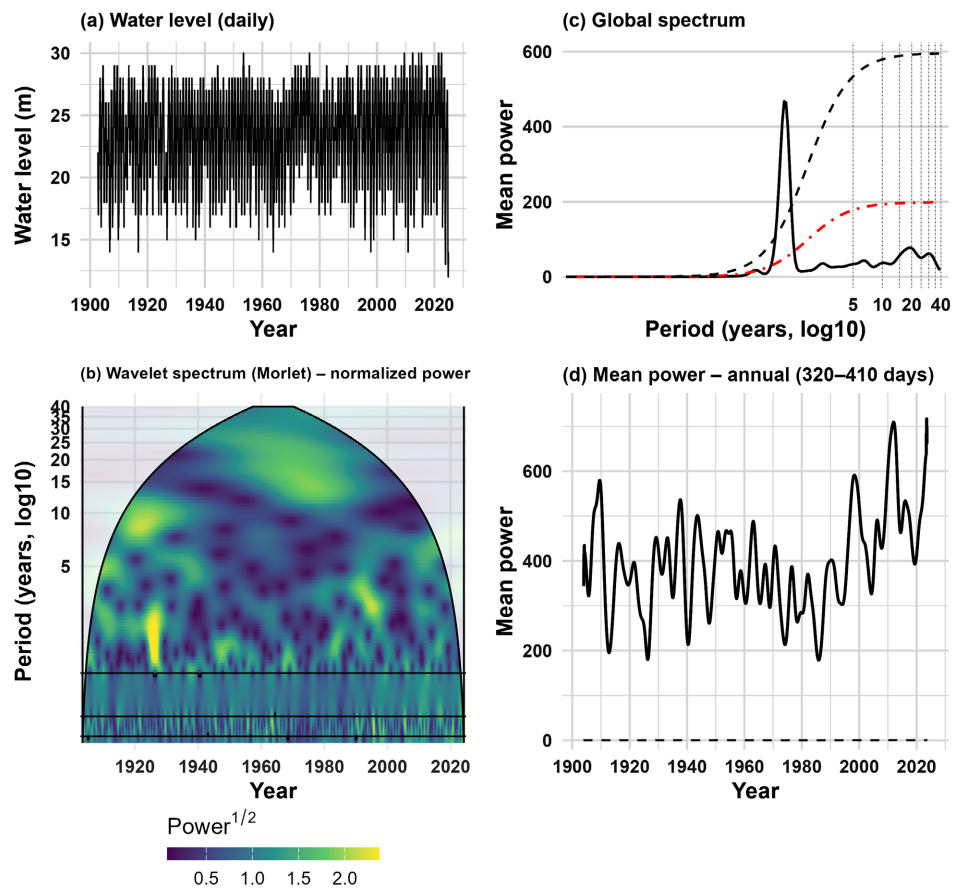 (a) Water level (daily)
Water level (m)
30
25
20
15
1900 1920 1940 1960 1980 2000 2020
Year
(c) Global spectrum
Mean power
600
400
200
0
5 10 20 40
Period (years, log10)
(b) Wavelet spectrum (Morlet) – normalized power
Period (years, log10)
40
35
30
25
20
15
10
5
1920 1940 1960 1980 2000 2020
Year
Power1/2
0.5 1.0 1.5 2.0
(d) Mean power – annual (320–410 days)
Mean power
600
400
200
0
1900 1920 1940 1960 1980 2000 2020
Year